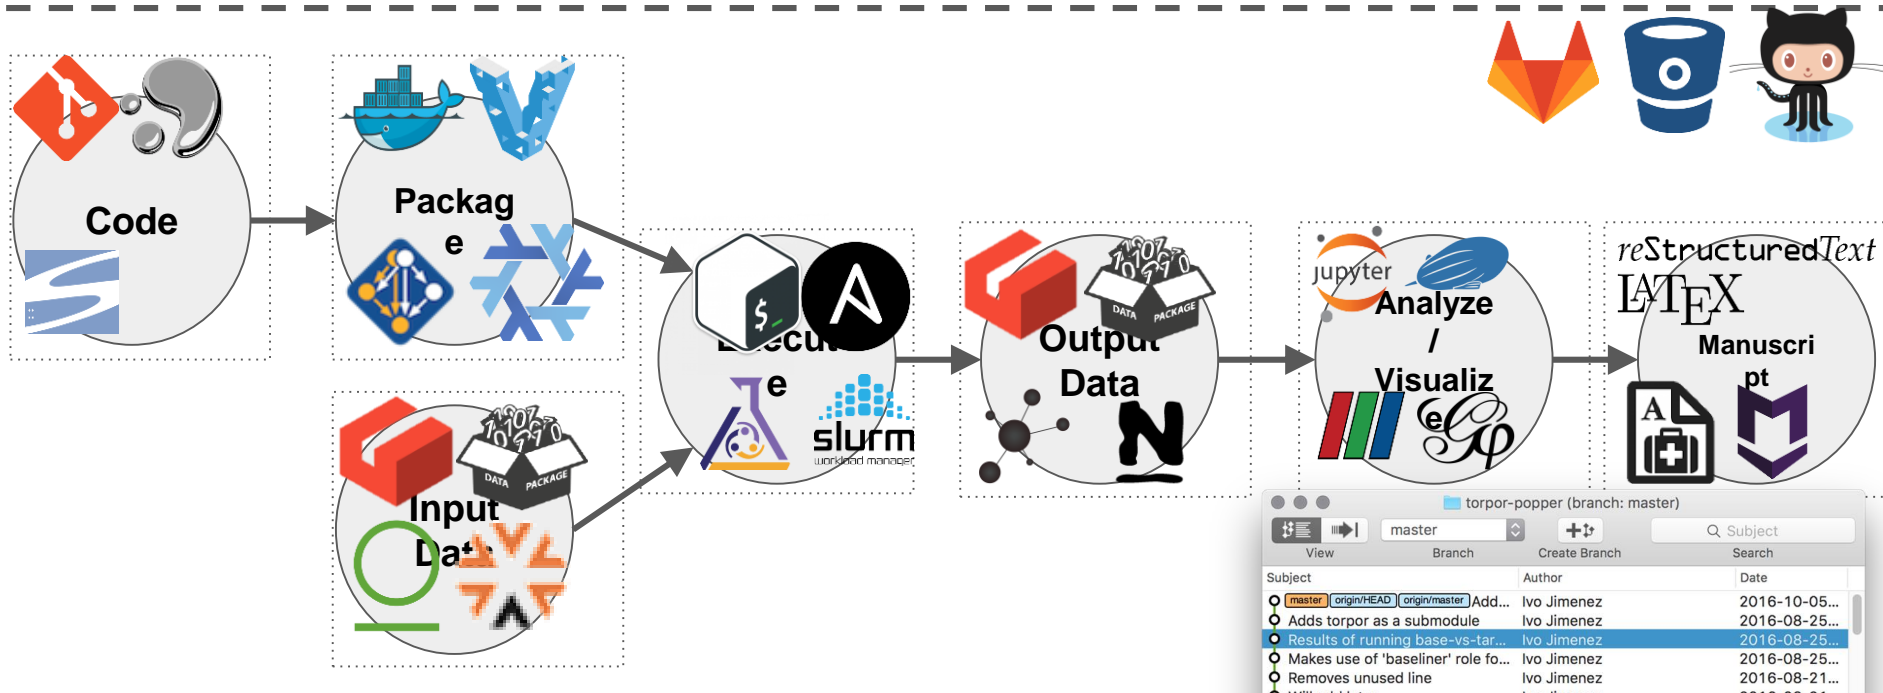 Code
Packag
e
Input
Data
$_
Execut
e
slurm
workload manager
DATA PACKAGE
DATA PACKAGE
Output
Data
N
jupyter
Analyze
/
Visualiz
e
reStructuredText
LATEX
Manuscri
pt
A
torpor-popper (branch: master)
master
Subject
View
Branch
Create Branch
Search
Subject Author Date
master origin/HEAD origin/master Add... Ivo Jimenez 2016-10-05...
Adds torpor as a submodule Ivo Jimenez 2016-08-25...
Results of running base-vs-tar... Ivo Jimenez 2016-08-25...
Makes use of 'baseliner' role fo... Ivo Jimenez 2016-08-25...
Removes unused line Ivo Jimenez 2016-08-21...